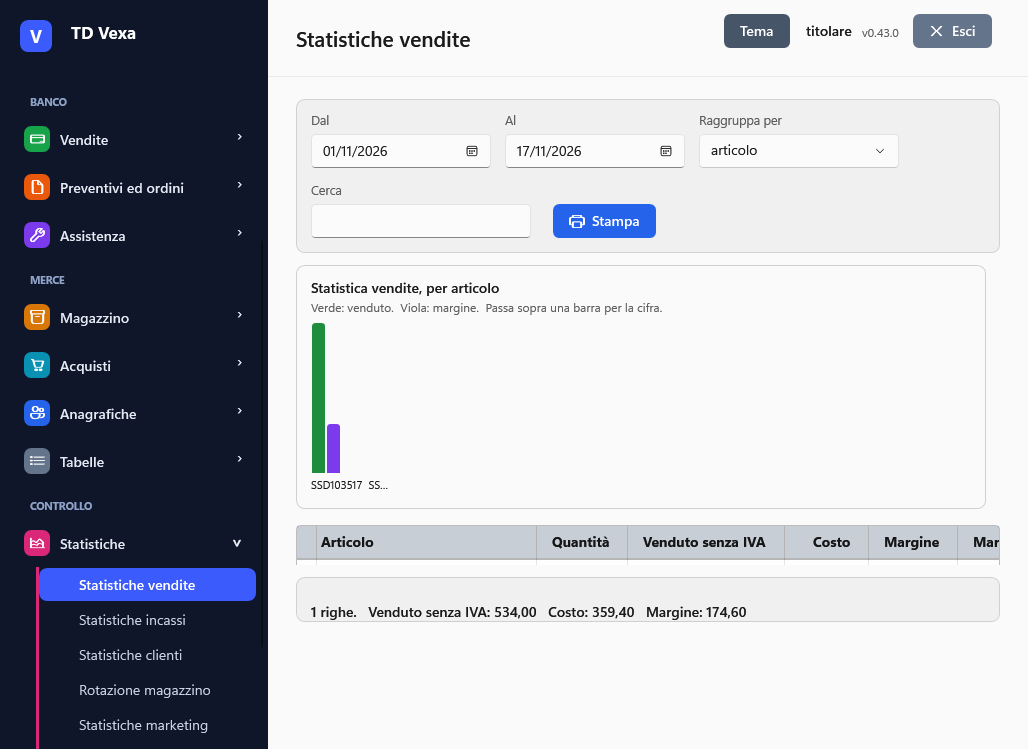 V TD Vexa
BANCO
Vendite
Preventivi ed ordini
Assistenza
MERCE
Magazzino
Acquisti
Anagrafiche
Tabelle
CONTROLLO
Statistiche
Statistiche vendite
Statistiche incassi
Statistiche clienti
Rotazione magazzino
Statistiche marketing
Statistiche vendite
Tema titolare v0.43.0 Esci
Dal Al Raggruppa per
01/11/2026 17/11/2026 articolo
Cerca
Stampa
Statistica vendite, per articolo
Verde: venduto. Viola: margine. Passa sopra una barra per la cifra.
SSD103517 SS...
Articolo Quantità Venduto senza IVA Costo Margine Mar
1 righe. Venduto senza IVA: 534,00 Costo: 359,40 Margine: 174,60